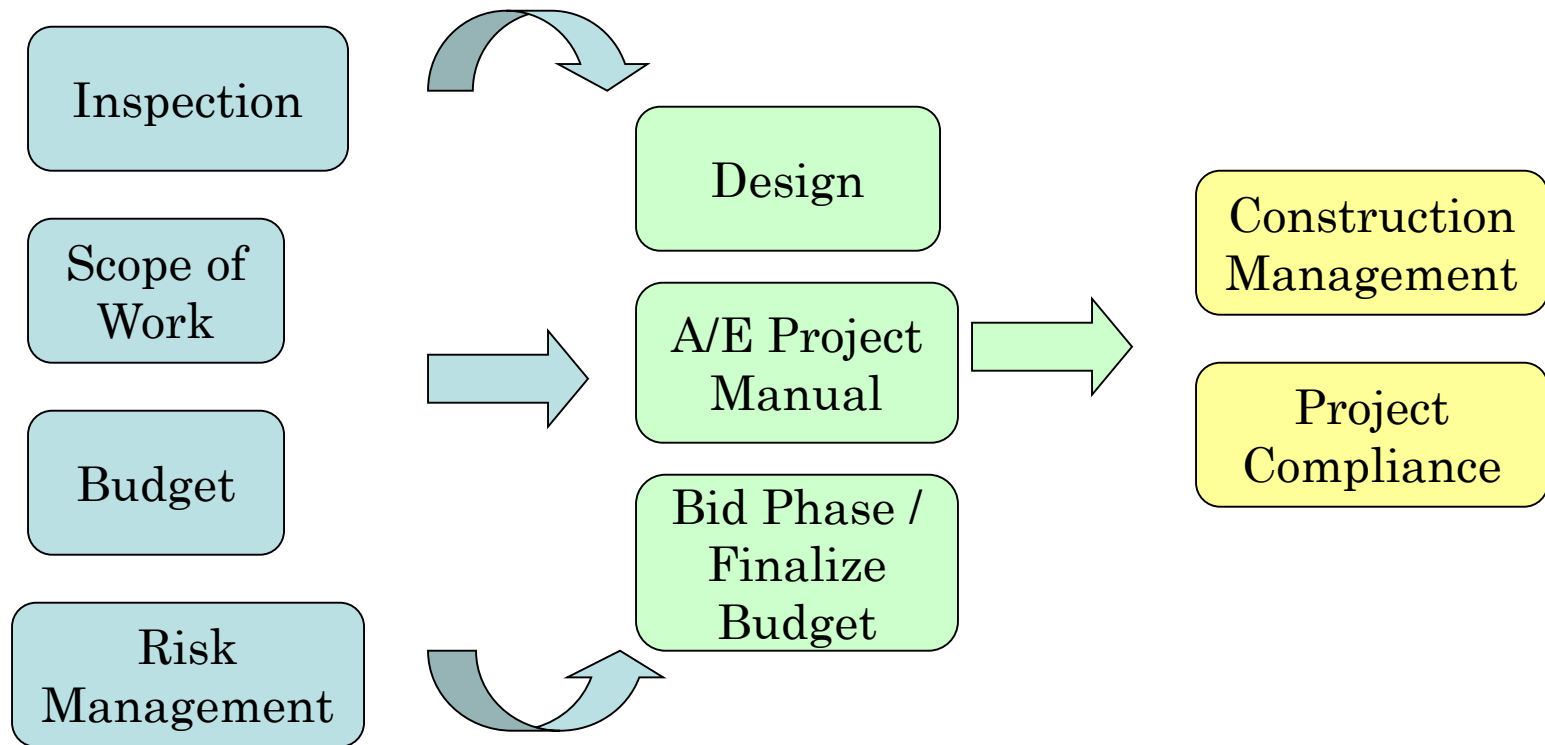 Inspection
Scope of
Work
Budget
Risk
Management
Design
A/E Project
Manual
Bid Phase /
Finalize
Budget
Construction
Management
Project
Compliance